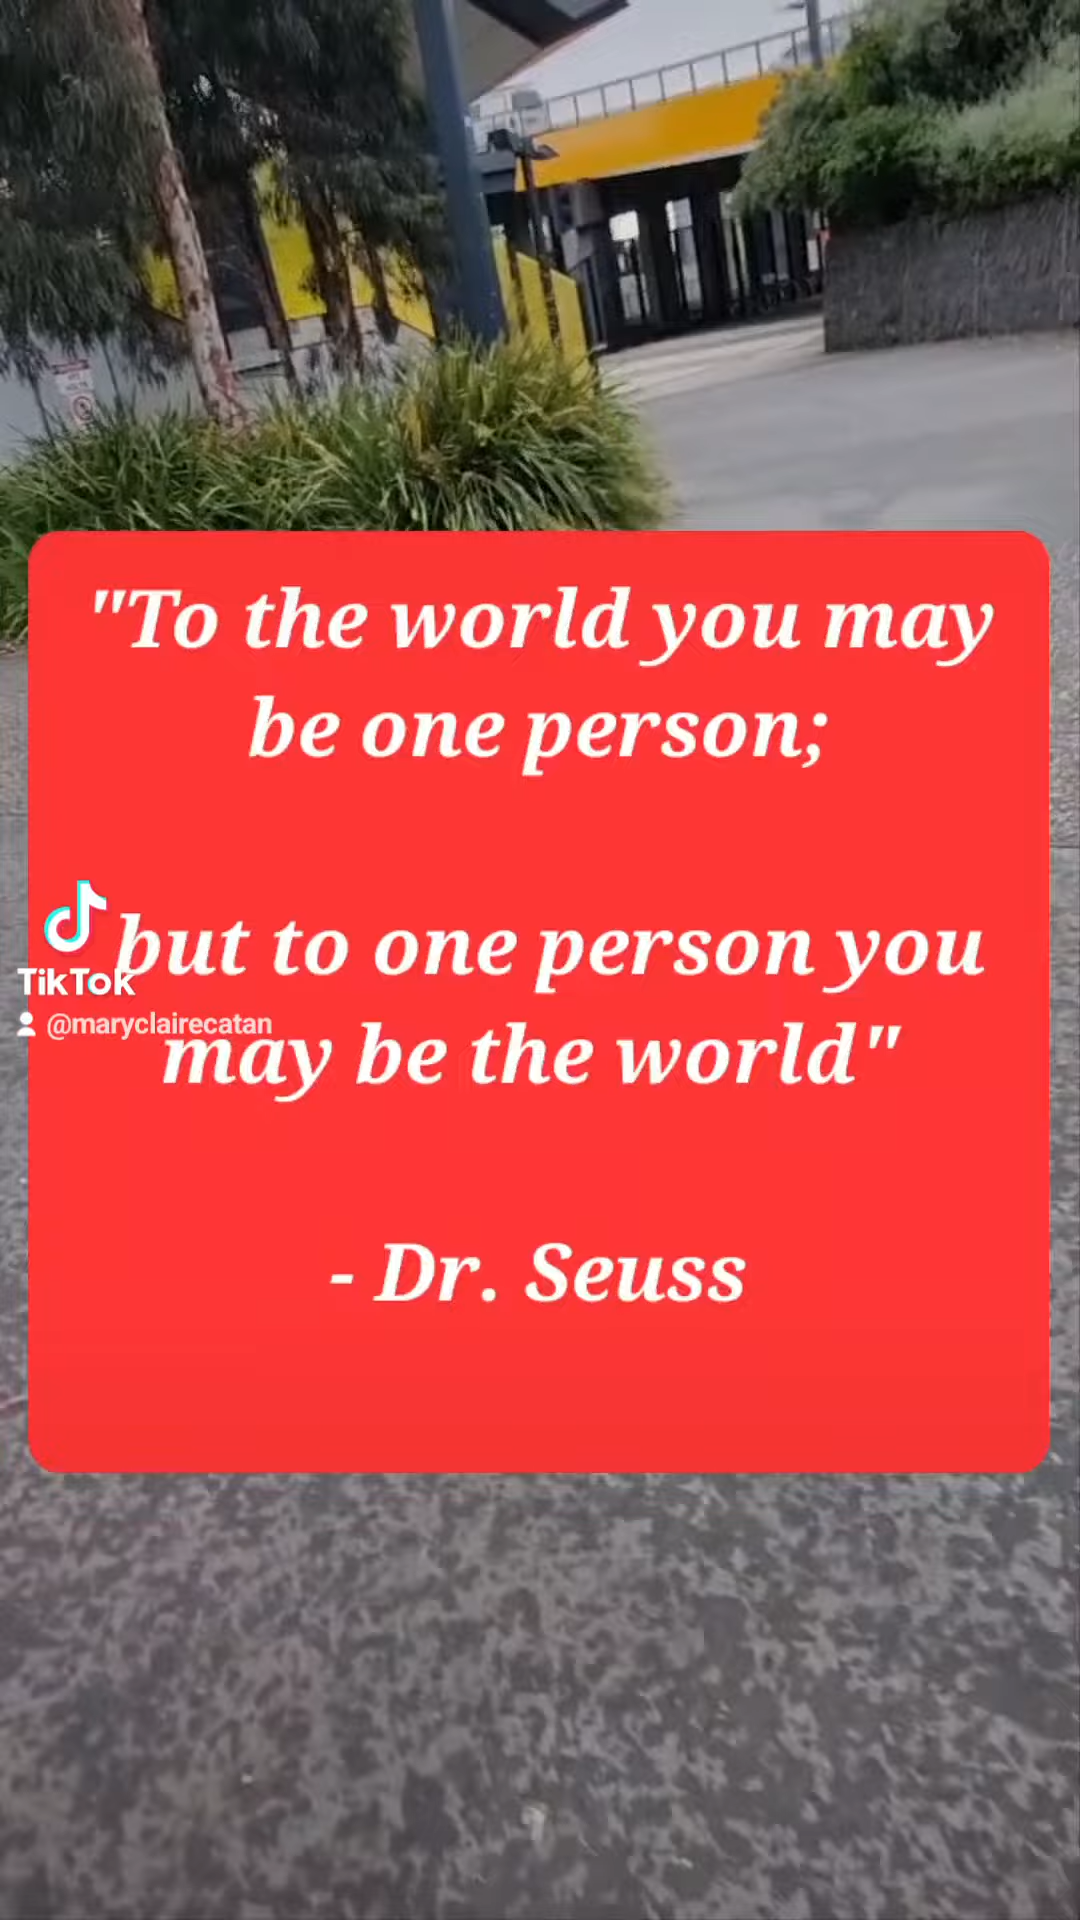 "To the world you may
be one person;
but to one person you
may be the world"
- Dr. Seuss
TikTok
@maryclairecatan